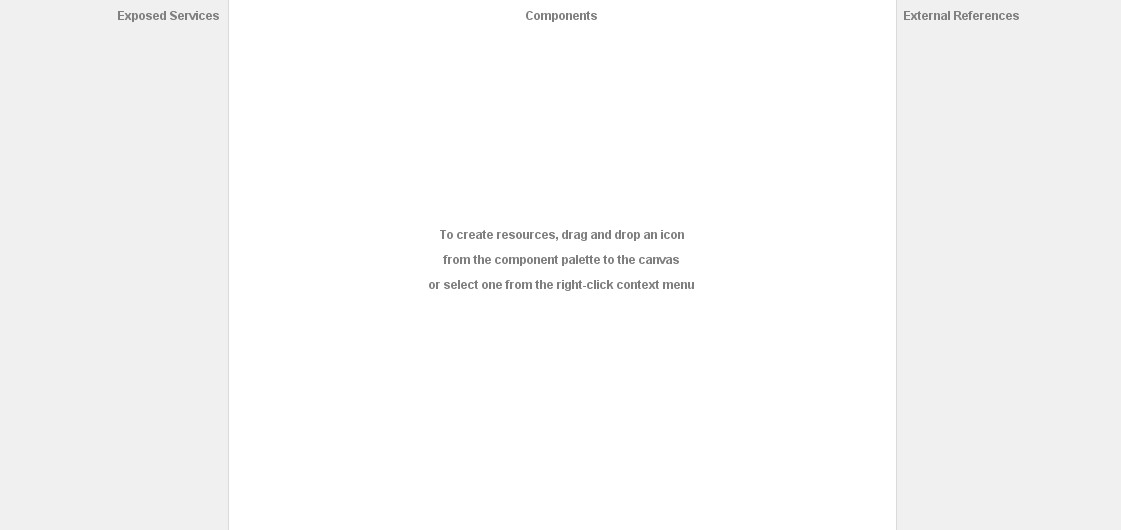 Exposed Services
Components
External References
To create resources, drag and drop an icon
from the component palette to the canvas
or select one from the right-click context menu